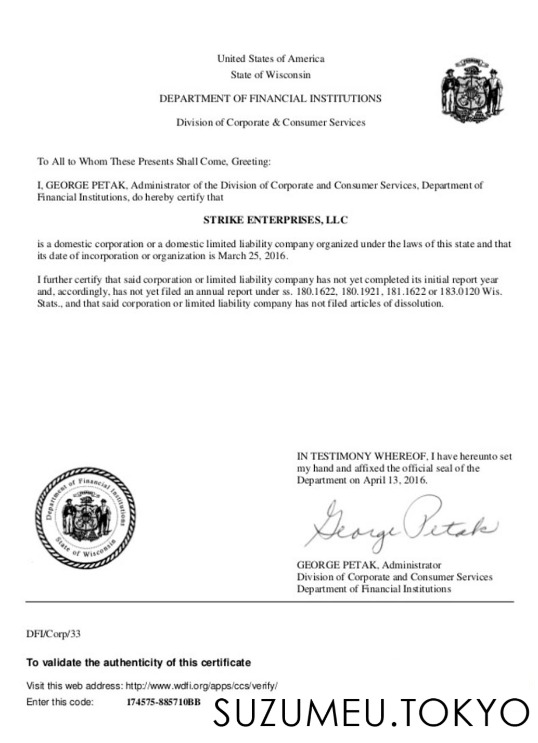 United States of America
State of Wisconsin
DEPARTMENT OF FINANCIAL INSTITUTIONS
Division of Corporate & Consumer Services
To All to Whom These Presents Shall Come, Greeting:
I, GEORGE PETAK, Administrator of the Division of Corporate and Consumer Services, Department of
Financial Institutions, do hereby certify that
STRIKE ENTERPRISES, LLC
is a domestic corporation or a domestic limited liability company organized under the laws of this state and that
its date of incorporation or organization is March 25, 2016.
I further certify that said corporation or limited liability company has not yet completed its initial report year
and, accordingly, has not yet filed an annual report under ss. 180.1622, 180.1921, 181.1622 or 183.0120 Wis.
Stats., and that said corporation or limited liability company has not filed articles of dissolution.
IN TESTIMONY WHEREOF, I have hereunto set
my hand and affixed the official seal of the
Department on April 13, 2016.
Department of Financial Institutions
State of Wisconsin
George Petak
GEORGE PETAK, Administrator
Division of Corporate and Consumer Services
Department of Financial Institutions
DFI/Corp/33
To validate the authenticity of this certificate
Visit this web address: http://www.wdfi.org/apps/ccs/verify/
Enter this code: 174575-885710BB
SUZUMEU.TOKYO